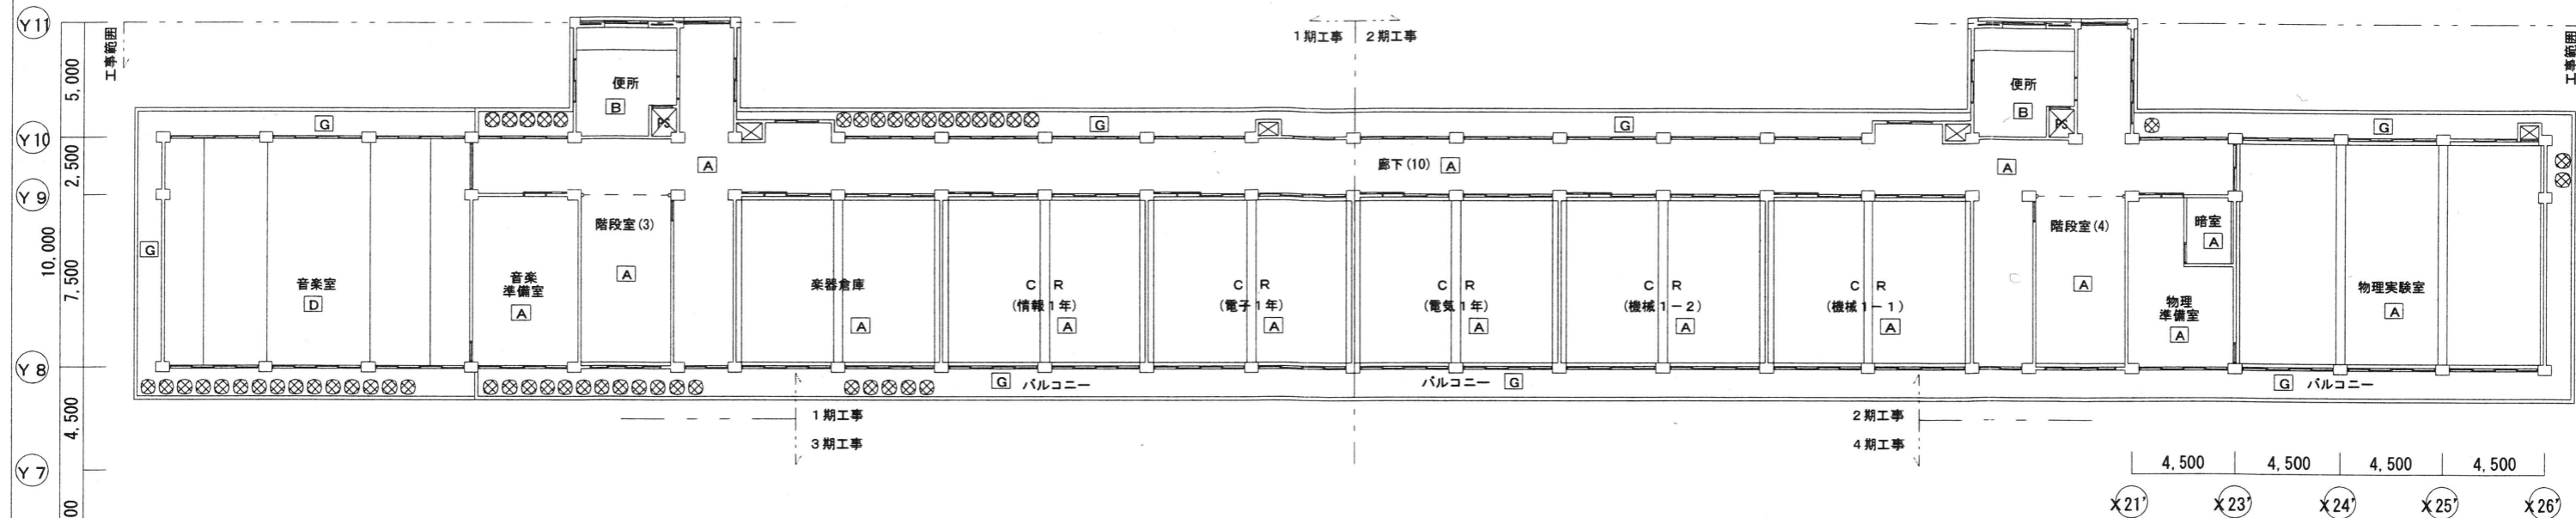 Y11
工事範囲
1期工事
2期工事
工事範囲
5,000
便所
B
PS
便所
B
PS
G
G
G
G
Y10
2,500
A
廊下(10) A
A
Y9
10,000
7,500
G
音楽室
D
音楽
準備室
A
階段室(3)
A
楽器倉庫
A
CR
(情報1年)
A
CR
(電子1年)
A
CR
(電気1年)
A
CR
(機械1-2)
A
CR
(機械1-1)
A
階段室(4)
A
暗室
A
物理
準備室
A
物理実験室
A
Y8
G バルコニー
バルコニー G
G バルコニー
4,500
1期工事
3期工事
2期工事
4期工事
Y7
4,500
4,500
4,500
4,500
X21'
X23'
X24'
X25'
X26'